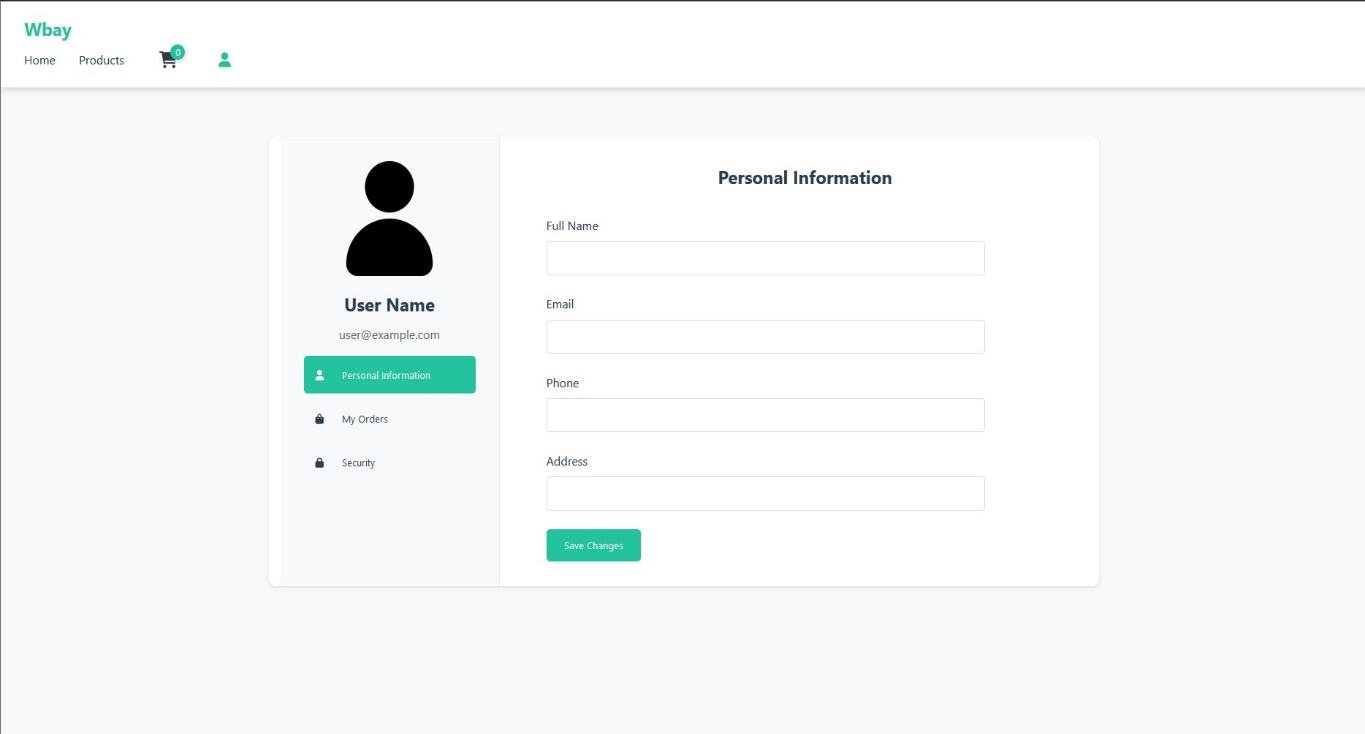 Wbay
Home Products 0
User Name
user@example.com
Personal Information
My Orders
Security
Personal Information
Full Name
Email
Phone
Address
Save Changes